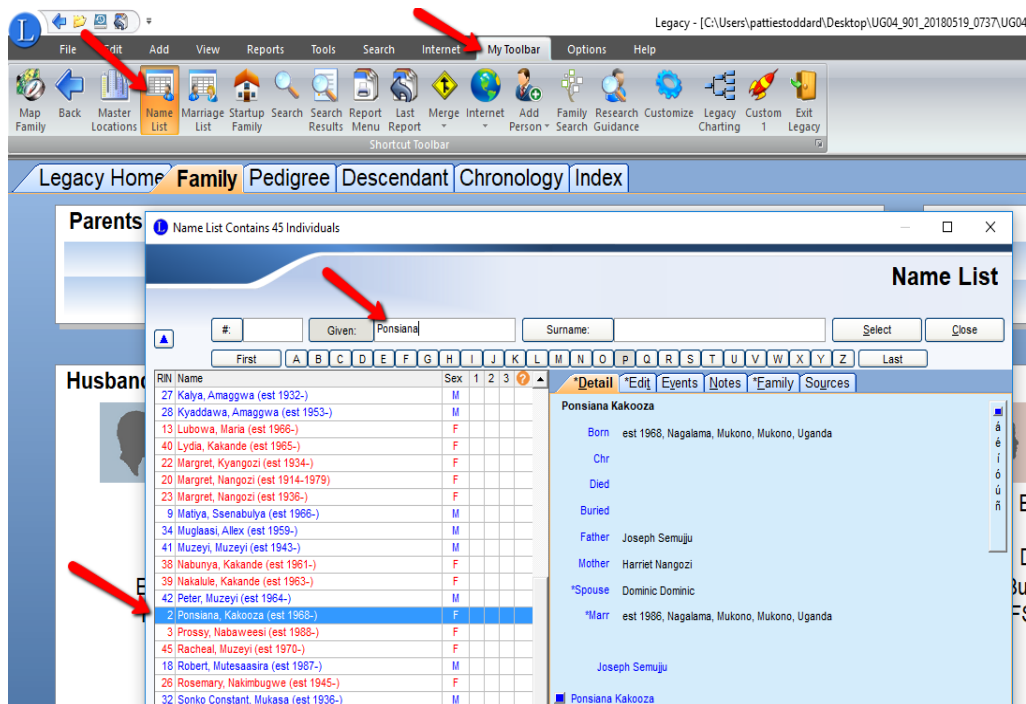 L
Legacy - [C:\Users\pattiestoddard\Desktop\UG04_901_20180519_0737\UG04
File Edit Add View Reports Tools Search Internet My Toolbar Options Help
Map Family
Back
Master Locations
Name List
Marriage List
Startup Family
Search
Search Results
Report Menu
Last Report
Merge
Internet
Add Person
Family Search
Research Guidance
Customize
Legacy Charting
Custom 1
Exit Legacy
Shortcut Toolbar
Legacy Home Family Pedigree Descendant Chronology Index
Parents
Husband
L Name List Contains 45 Individuals
Name List
#: Given: Ponsiana Surname: Select Close
First A B C D E F G H I J K L M N O P Q R S T U V W X Y Z Last
RIN Name Sex 1 2 3 ?
27 Kalya, Amaggwa (est 1932-) M
28 Kyaddawa, Amaggwa (est 1953-) M
13 Lubowa, Maria (est 1966-) F
40 Lydia, Kakande (est 1965-) F
22 Margret, Kyangozi (est 1934-) F
20 Margret, Nangozi (est 1914-1979) F
23 Margret, Nangozi (est 1936-) F
9 Matiya, Ssenabulya (est 1966-) M
34 Muglaasi, Allex (est 1959-) M
41 Muzeyi, Muzeyi (est 1943-) M
38 Nabunya, Kakande (est 1961-) F
39 Nakalule, Kakande (est 1963-) F
42 Peter, Muzeyi (est 1964-) M
2 Ponsiana, Kakooza (est 1968-) F
3 Prossy, Nabaweesi (est 1988-) F
45 Racheal, Muzeyi (est 1970-) F
18 Robert, Mutesaasira (est 1987-) M
26 Rosemary, Nakimbugwe (est 1945-) F
32 Sonko Constant, Mukasa (est 1936-) M
*Detail *Edit Events Notes *Family Sources
Ponsiana Kakooza
Born est 1968, Nagalama, Mukono, Mukono, Uganda
Chr
Died
Buried
Father Joseph Semujju
Mother Harriet Nangozi
*Spouse Dominic Dominic
*Marr est 1986, Nagalama, Mukono, Mukono, Uganda
Joseph Semujju
Ponsiana Kakooza
á
é
í
ó
ú
ñ